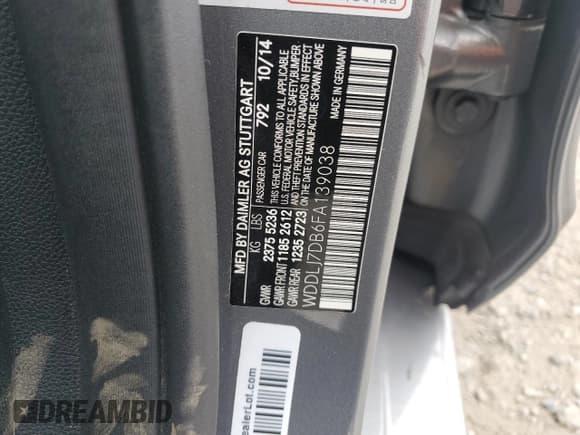 MFD BY DAIMLER AG STUTTGART
PASSENGER CAR 792 10/14
KG LBS
GVWR 2375 5236
GAWR FRONT 1185 2612
GAWR REAR 1235 2723
THIS VEHICLE CONFORMS TO ALL APPLICABLE
U.S. FEDERAL MOTOR VEHICLE SAFETY, BUMPER
AND THEFT PREVENTION STANDARDS IN EFFECT
ON THE DATE OF MANUFACTURE SHOWN ABOVE
MADE IN GERMANY
WDDLJ7DB6FA139038
ealerLot.com
DREAMBID